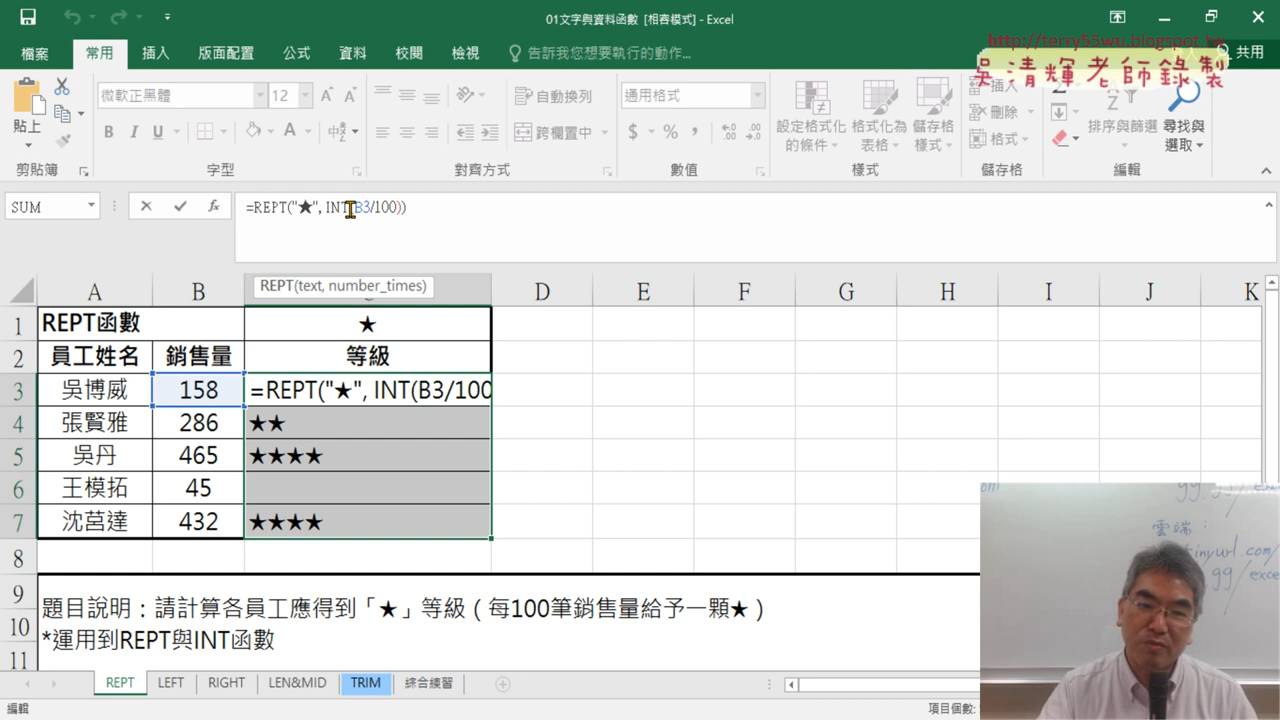 01文字與資料函數 [相容模式] - Excel
http://terry55wu.blogspot.tw
吳清輝老師錄製
檔案 常用 插入 版面配置 公式 資料 校閱 檢視 告訴我您想要執行的動作... 共用
貼上 微軟正黑體 12 自動換列 通用格式 插入
B I U 中 跨欄置中 $ % , 設定格式化的條件 格式化為表格 儲存格樣式 刪除 格式 排序與篩選 尋找與選取
剪貼簿 字型 對齊方式 數值 樣式 儲存格 編輯
SUM fx =REPT("★", INT(B3/100))
REPT(text, number_times)
A B C D E F G H I J K
1 REPT函數 ★
2 員工姓名 銷售量 等級
3 吳博威 158 =REPT("★", INT(B3/100
4 張賢雅 286 ★★
5 吳丹 465 ★★★★
6 王模拓 45
7 沈莒達 432 ★★★★
8
9
10 題目說明：請計算各員工應得到「★」等級（每100筆銷售量給予一顆★）
11 *運用到REPT與INT函數
雲端：
tinyurl.com/
gg/exce
REPT LEFT RIGHT LEN&MID TRIM 綜合練習
編輯 項目個數: